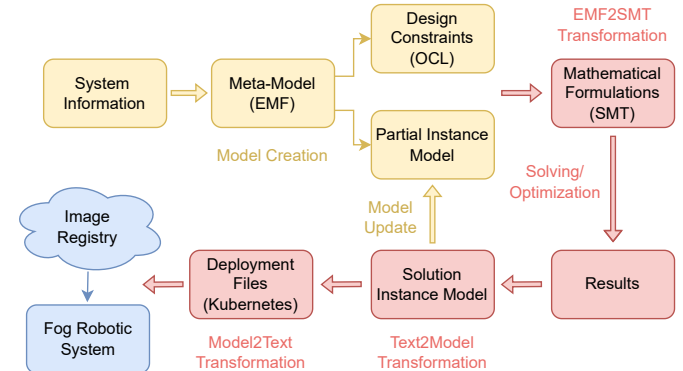 Design
Constraints
(OCL)
EMF2SMT
Transformation
System
Information
Meta-Model
(EMF)
Mathematical
Formulations
(SMT)
Partial Instance
Model
Model Creation
Solving/
Optimization
Image
Registry
Model
Update
Deployment
Files
(Kubernetes)
Solution
Instance Model
Results
Fog Robotic
System
Model2Text
Transformation
Text2Model
Transformation